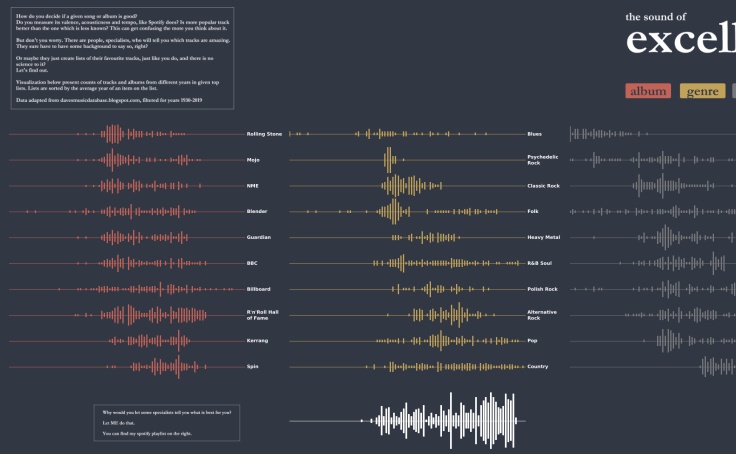 How do you decide if a given song or album is good?
Do you measure its valence, acousticness and tempo, like Spotify does? Is more popular track
better than the one which is less known? This can get confusing the more you think about it.
But don't you worry. There are people, specialists, who will tell you which tracks are amazing.
They sure have to have some background to say so, right?
Or maybe they just create lists of their favourite tracks, just like you do, and there is no
science to it?
Let's find out.
Visualisation below present counts of tracks and albums from different years in given top
lists. Lists are sorted by the average year of an item on the list.
Data adapted from davesmusicdatabase.blogspot.com, filtered for years 1930-2019
the sound of
excell
album genre
Rolling Stone
Mojo
NME
Blender
Guardian
BBC
Billboard
R'n'Roll Hall
of Fame
Kerrang
Spin
Blues
Psychedelic
Rock
Classic Rock
Folk
Heavy Metal
R&B Soul
Polish Rock
Alternative
Rock
Pop
Country
Why would you let some specialists tell you what is best for you?
Let ME do that.
You can find my spotify playlist on the right.